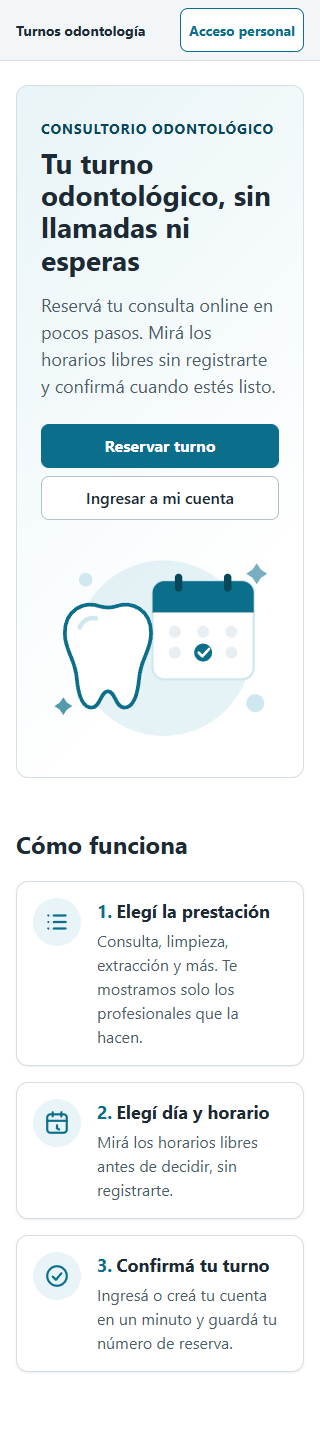 Turnos odontología
Acceso personal
CONSULTORIO ODONTOLÓGICO
Tu turno
odontológico, sin
llamadas ni
esperas
Reservá tu consulta online en
pocos pasos. Mirá los
horarios libres sin registrarte
y confirmá cuando estés listo.
Reservar turno
Ingresar a mi cuenta
Cómo funciona
1. Elegí la prestación
Consulta, limpieza,
extracción y más. Te
mostramos solo los
profesionales que la
hacen.
2. Elegí día y horario
Mirá los horarios libres
antes de decidir, sin
registrarte.
3. Confirmá tu turno
Ingresá o creá tu cuenta
en un minuto y guardá tu
número de reserva.